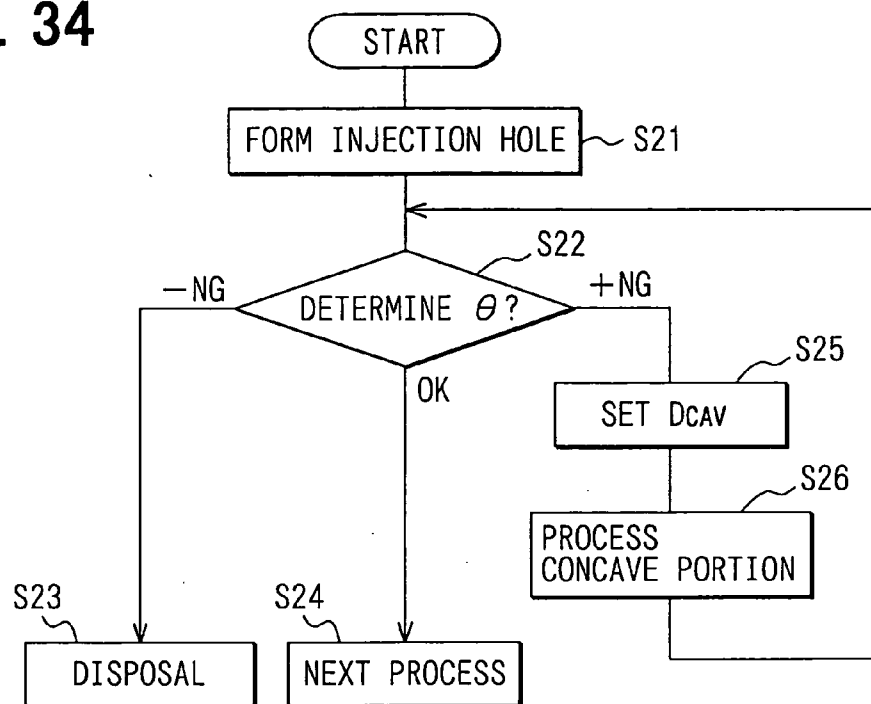 . 34
START
FORM INJECTION HOLE
S21
S22
−NG
DETERMINE θ?
+NG
OK
S25
SET DCAV
S26
PROCESS
CONCAVE PORTION
S23
S24
DISPOSAL
NEXT PROCESS